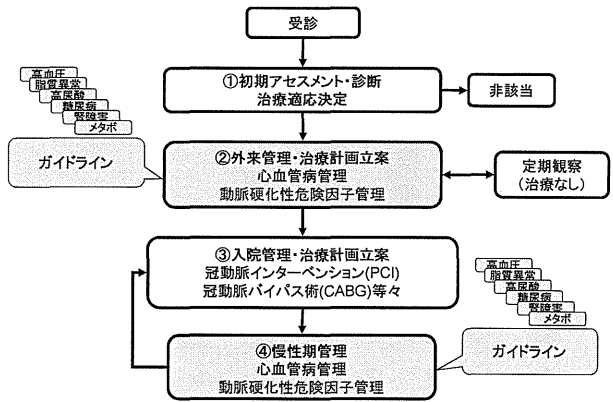 受診
①初期アセスメント・診断
治療適応決定
非該当
高血圧
脂質異常
高尿酸
糖尿病
腎障害
メタボ
ガイドライン
②外来管理・治療計画立案
心血管病管理
動脈硬化性危険因子管理
定期観察
(治療なし)
③入院管理・治療計画立案
冠動脈インターベンション(PCI)
冠動脈バイパス術(CABG)等々
高血圧
脂質異常
高尿酸
糖尿病
腎障害
メタボ
ガイドライン
④慢性期管理
心血管病管理
動脈硬化性危険因子管理